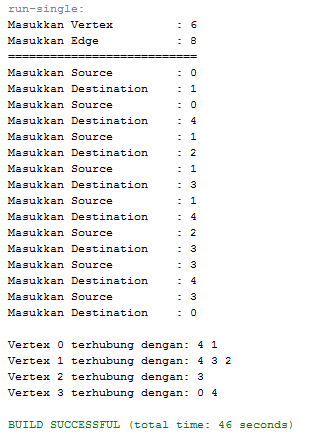 run-single:
Masukkan Vertex : 6
Masukkan Edge : 8
===========================
Masukkan Source : 0
Masukkan Destination : 1
Masukkan Source : 0
Masukkan Destination : 4
Masukkan Source : 1
Masukkan Destination : 2
Masukkan Source : 1
Masukkan Destination : 3
Masukkan Source : 1
Masukkan Destination : 4
Masukkan Source : 2
Masukkan Destination : 3
Masukkan Source : 3
Masukkan Destination : 4
Masukkan Source : 3
Masukkan Destination : 0
Vertex 0 terhubung dengan: 4 1
Vertex 1 terhubung dengan: 4 3 2
Vertex 2 terhubung dengan: 3
Vertex 3 terhubung dengan: 0 4
BUILD SUCCESSFUL (total time: 46 seconds)